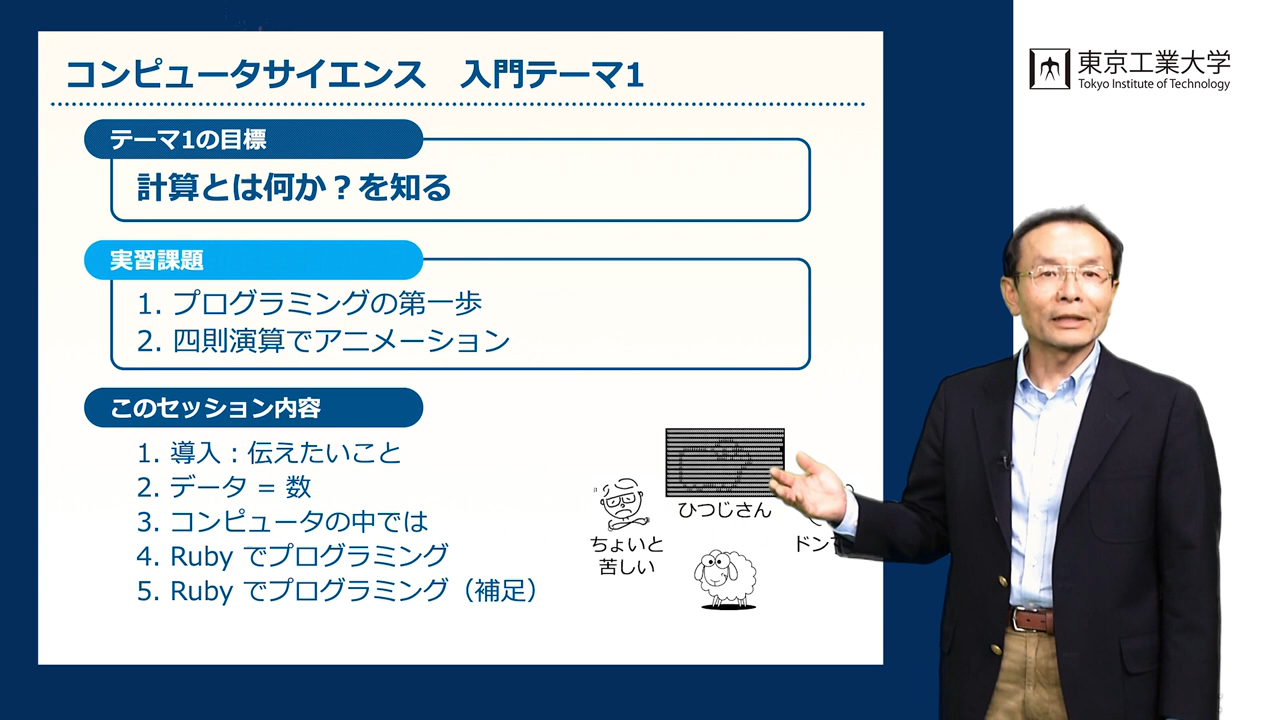 コンピュータサイエンス 入門テーマ1
東京工業大学
Tokyo Institute of Technology
テーマ1の目標
計算とは何か？を知る
実習課題
1. プログラミングの第一歩
2. 四則演算でアニメーション
このセッション内容
1. 導入：伝えたいこと
2. データ = 数
3. コンピュータの中では
4. Ruby でプログラミング
5. Ruby でプログラミング（補足）
ひつじさん
ちょいと
苦しい
ドン